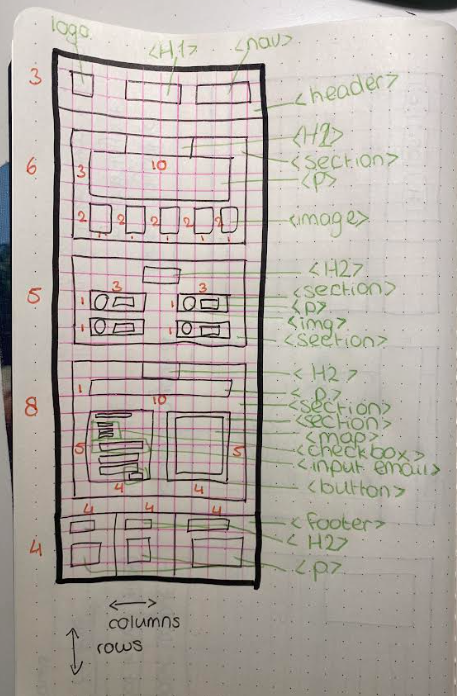 logo
<H1>
<nav>
3
<header>
<H2>
<section>
6
3
10
<p>
2 2 2 2 2
<image>
1 1 1 1 1
<H2>
5
3 3
<section>
1 1
<p>
<img>
1 1
<section>
<H2>
1
<p>
10
8
<section>
<section>
<map>
5 5
<checkbox>
<input email>
4 4
<button>
4 4 4
<footer>
<H2>
4
<p>
columns
rows